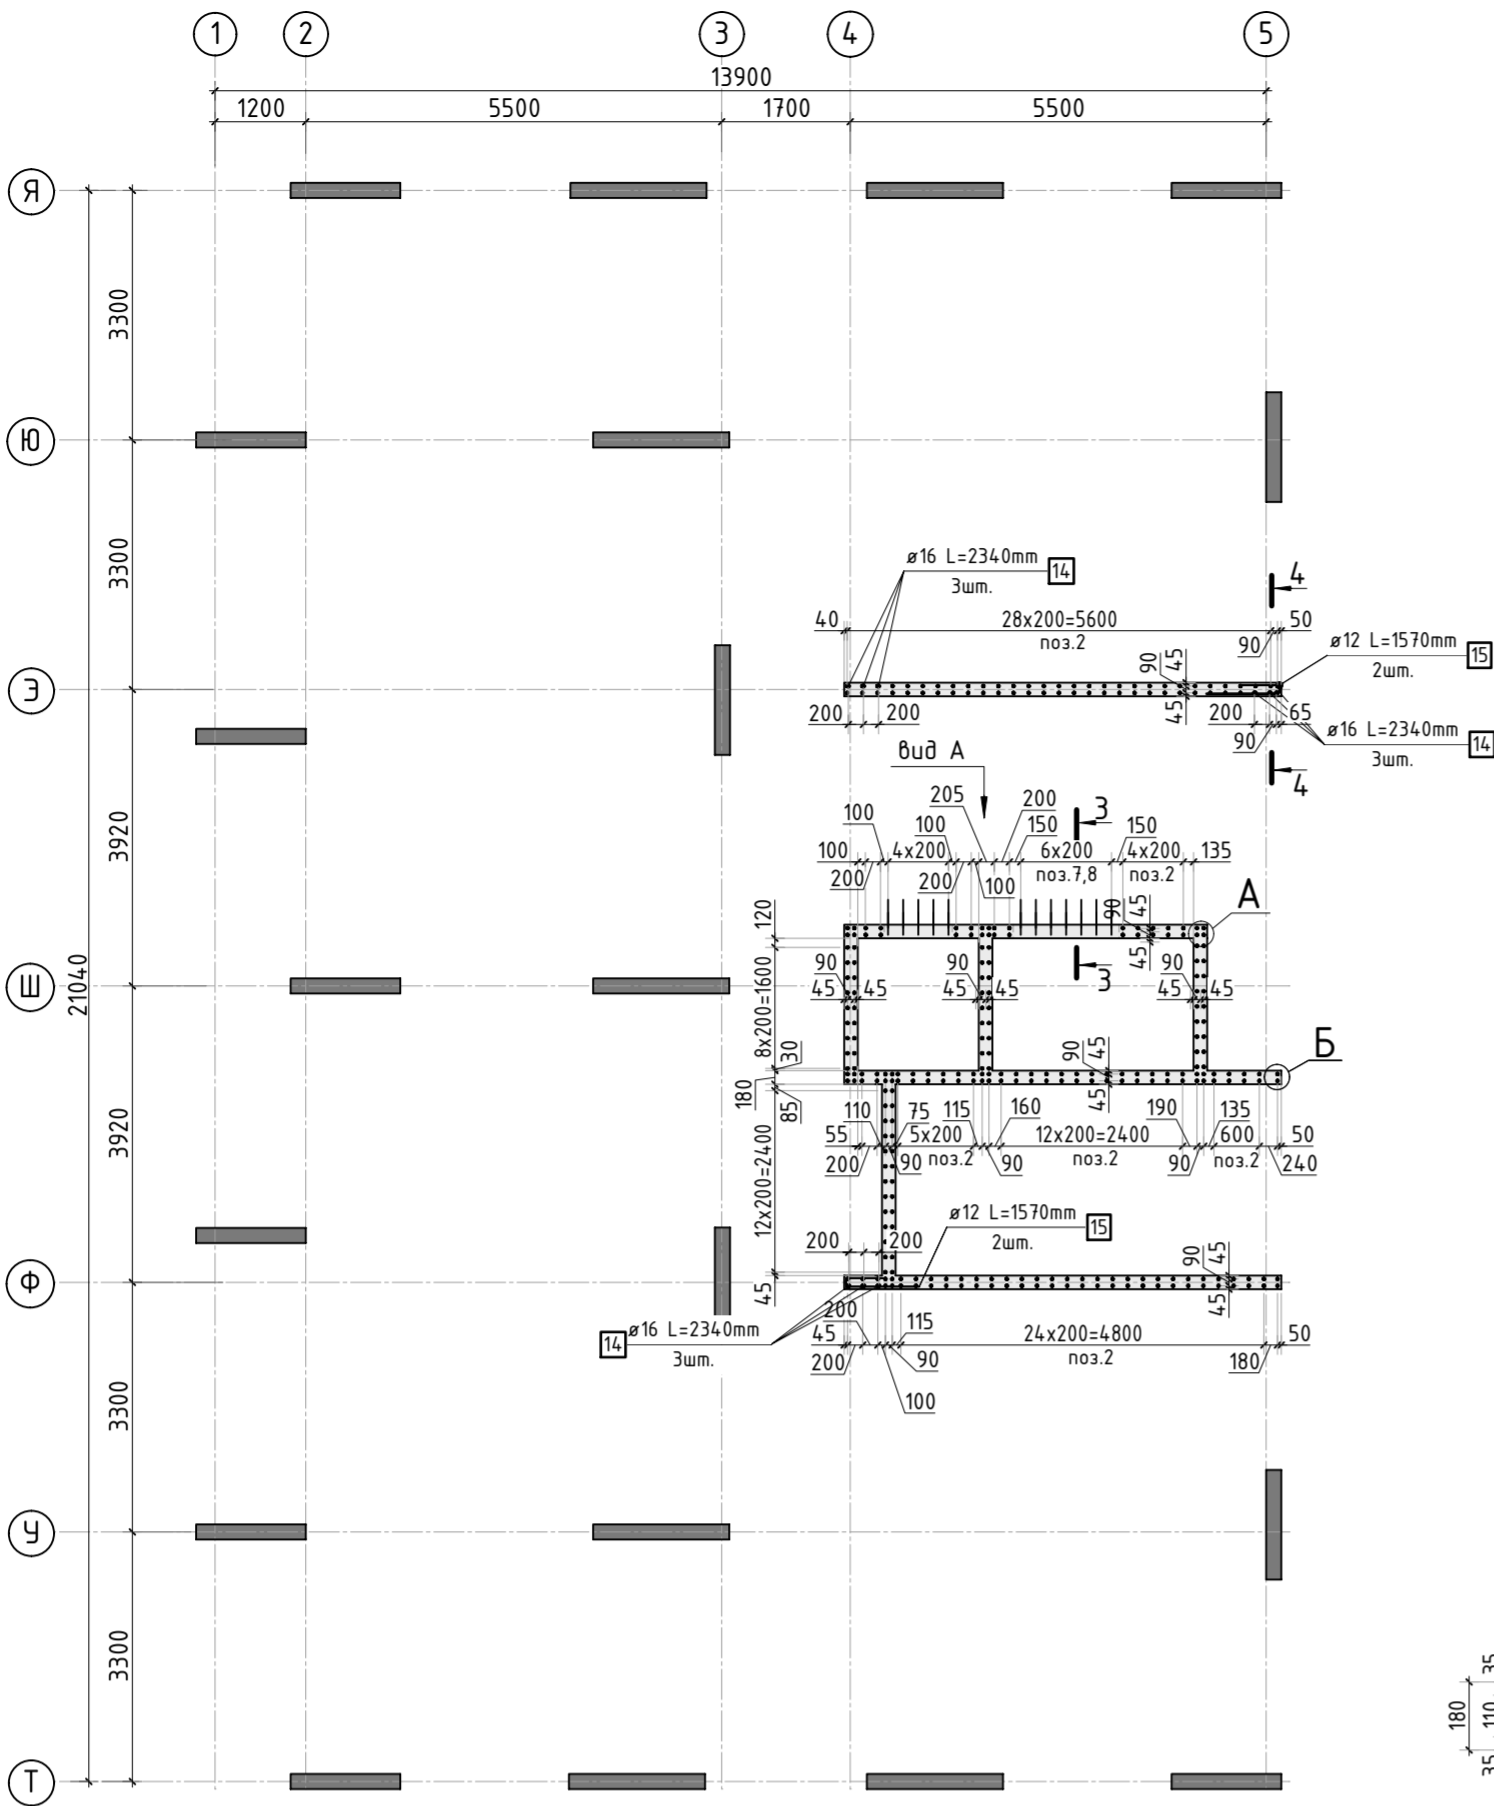 1 2 3 4 5
13900
1200 5500 1700 5500
Я
3300
Ю
3300
ø16 L=2340mm 14
3шт.
4
40 28x200=5600 50
поз.2
90
ø12 L=1570mm 15
2шт.
90 45
Э
45
200 200 200 65
90
ø16 L=2340mm 14
3шт.
4
вид А
3920
205 200
100 100 150 3 150
100 4x200 6x200 4x200 135
200 200 100 поз.7,8 поз.2
А
120
90 45
45
3
21040
Ш
8x200=1600
90 90 90
45 45 45 45 45 45
30
Б
90 45
45
180
85
3920
110 75 115 160 190 135
55 5x200 12x200=2400 600 50
200 90 поз.2 90 поз.2 90 поз.2 240
12x200=2400
ø12 L=1570mm 15
2шт.
200 200
90 45
45
Ф
45
200 115
14 ø16 L=2340mm
3шт.
45 24x200=4800 50
200 90 поз.2 180
100
3300
У
3300
Т
180
35 110 35